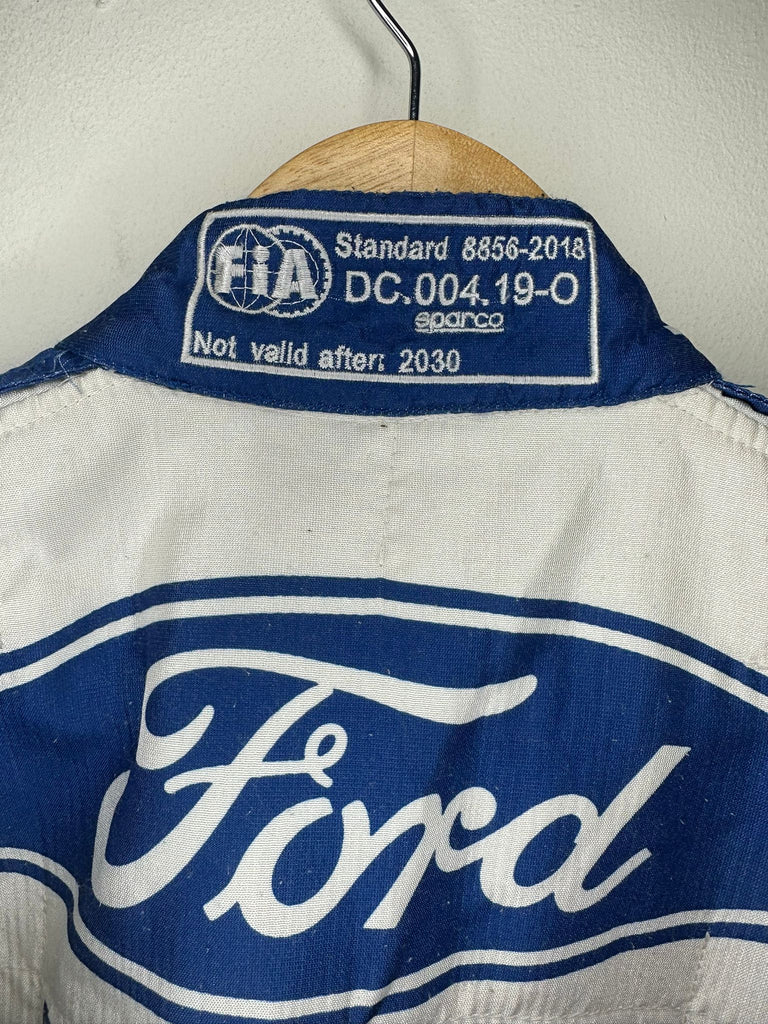 FIA
Standard 8856-2018
DC.004.19-O
sparco
Not valid after: 2030
Ford